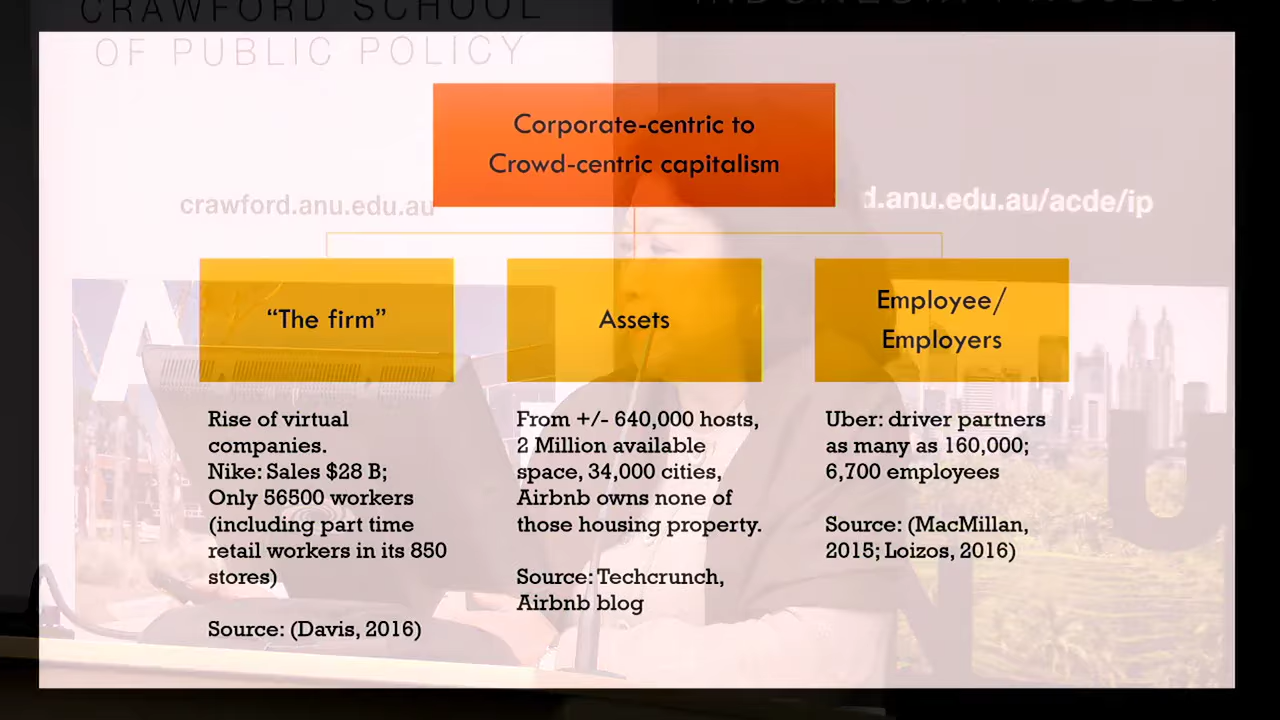 CRAWFORD SCHOOL
OF PUBLIC POLICY
INDONESIA PROJECT
Corporate-centric to
Crowd-centric capitalism
crawford.anu.edu.au
d.anu.edu.au/acde/ip
“The firm”
Assets
Employee/
Employers
Rise of virtual
companies.
Nike: Sales $28 B;
Only 56500 workers
(including part time
retail workers in its 850
stores)
Source: (Davis, 2016)
From +/- 640,000 hosts,
2 Million available
space, 34,000 cities,
Airbnb owns none of
those housing property.
Source: Techcrunch,
Airbnb blog
Uber: driver partners
as many as 160,000;
6,700 employees
Source: (MacMillan,
2015; Loizos, 2016)